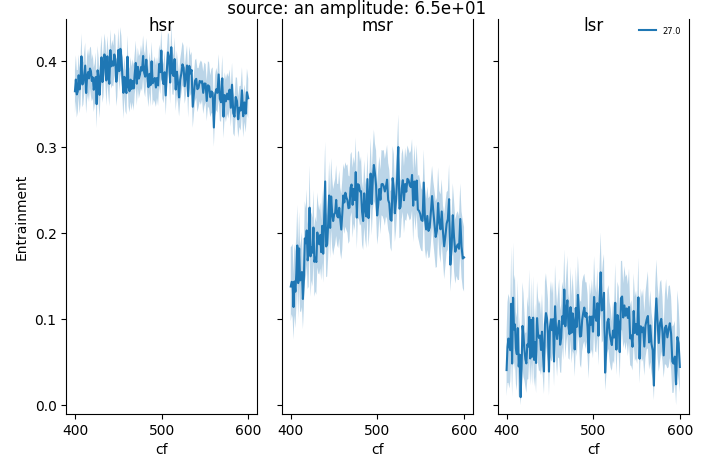 source: an amplitude: 6.5e+01
hsr
msr
lsr
27.0
Entrainment
0.4
0.3
0.2
0.1
0.0
400 500 600
400 500 600
400 500 600
cf
cf
cf